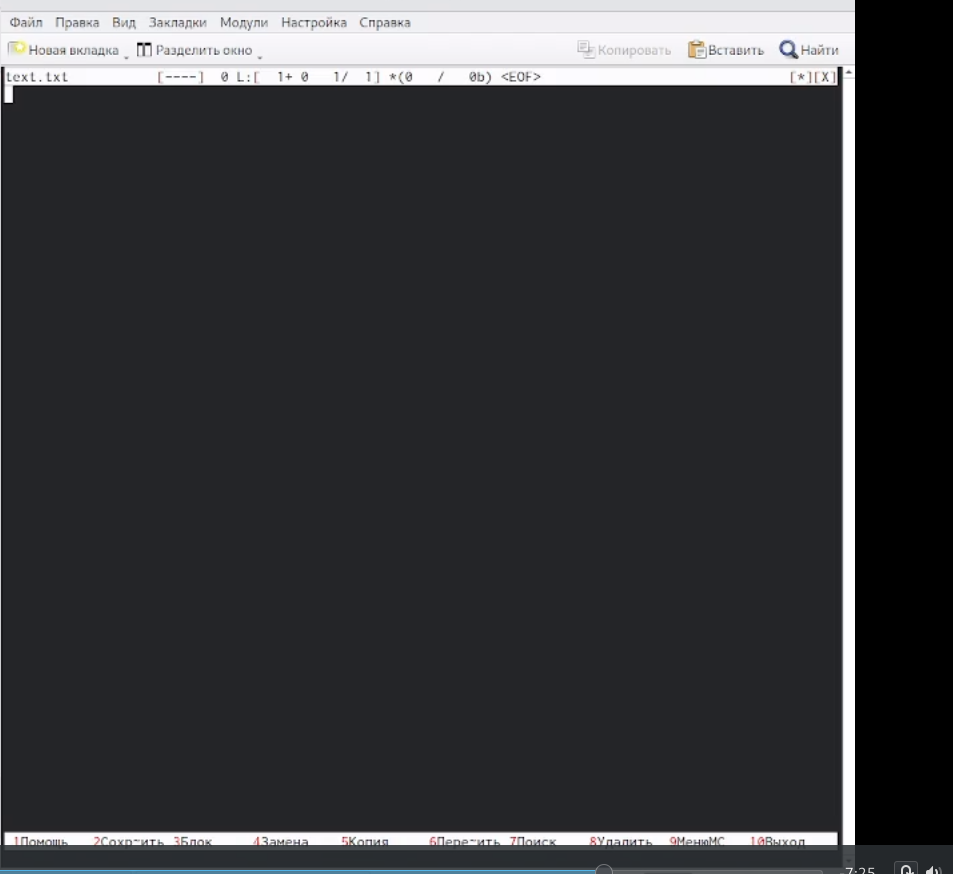 Файл Правка Вид Закладки Модули Настройка Справка
Новая вкладка Разделить окно Копировать Вставить Найти
text.txt [----] 0 L:[ 1+ 0 1/ 1] *(0 / 0b) <EOF> [*][X]
1Помощь 2Сохр~ить 3Блок 4Замена 5Копия 6Пере~ить 7Поиск 8Удалить 9МенюMC 10Выход
-7:25